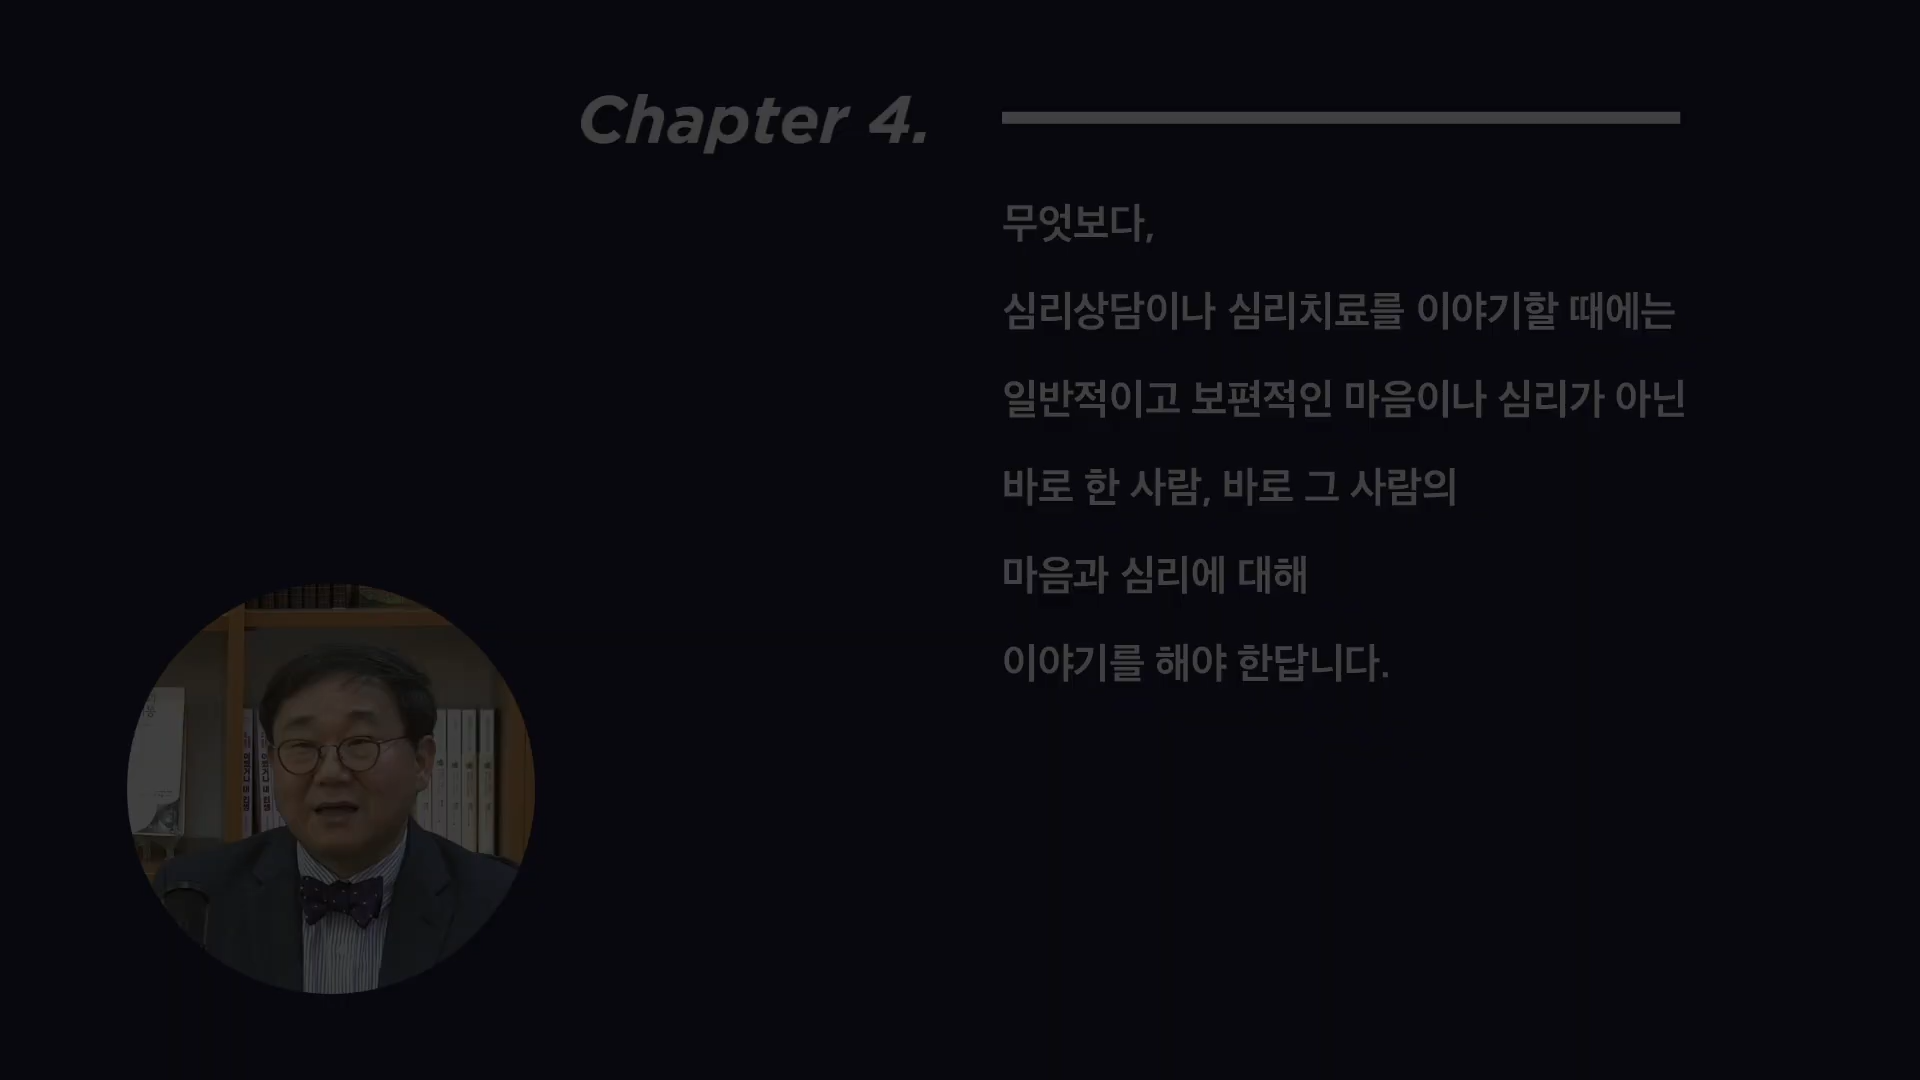 Chapter 4.
무엇보다,
심리상담이나 심리치료를 이야기할 때에는
일반적이고 보편적인 마음이나 심리가 아닌
바로 한 사람, 바로 그 사람의
마음과 심리에 대해
이야기를 해야 한답니다.